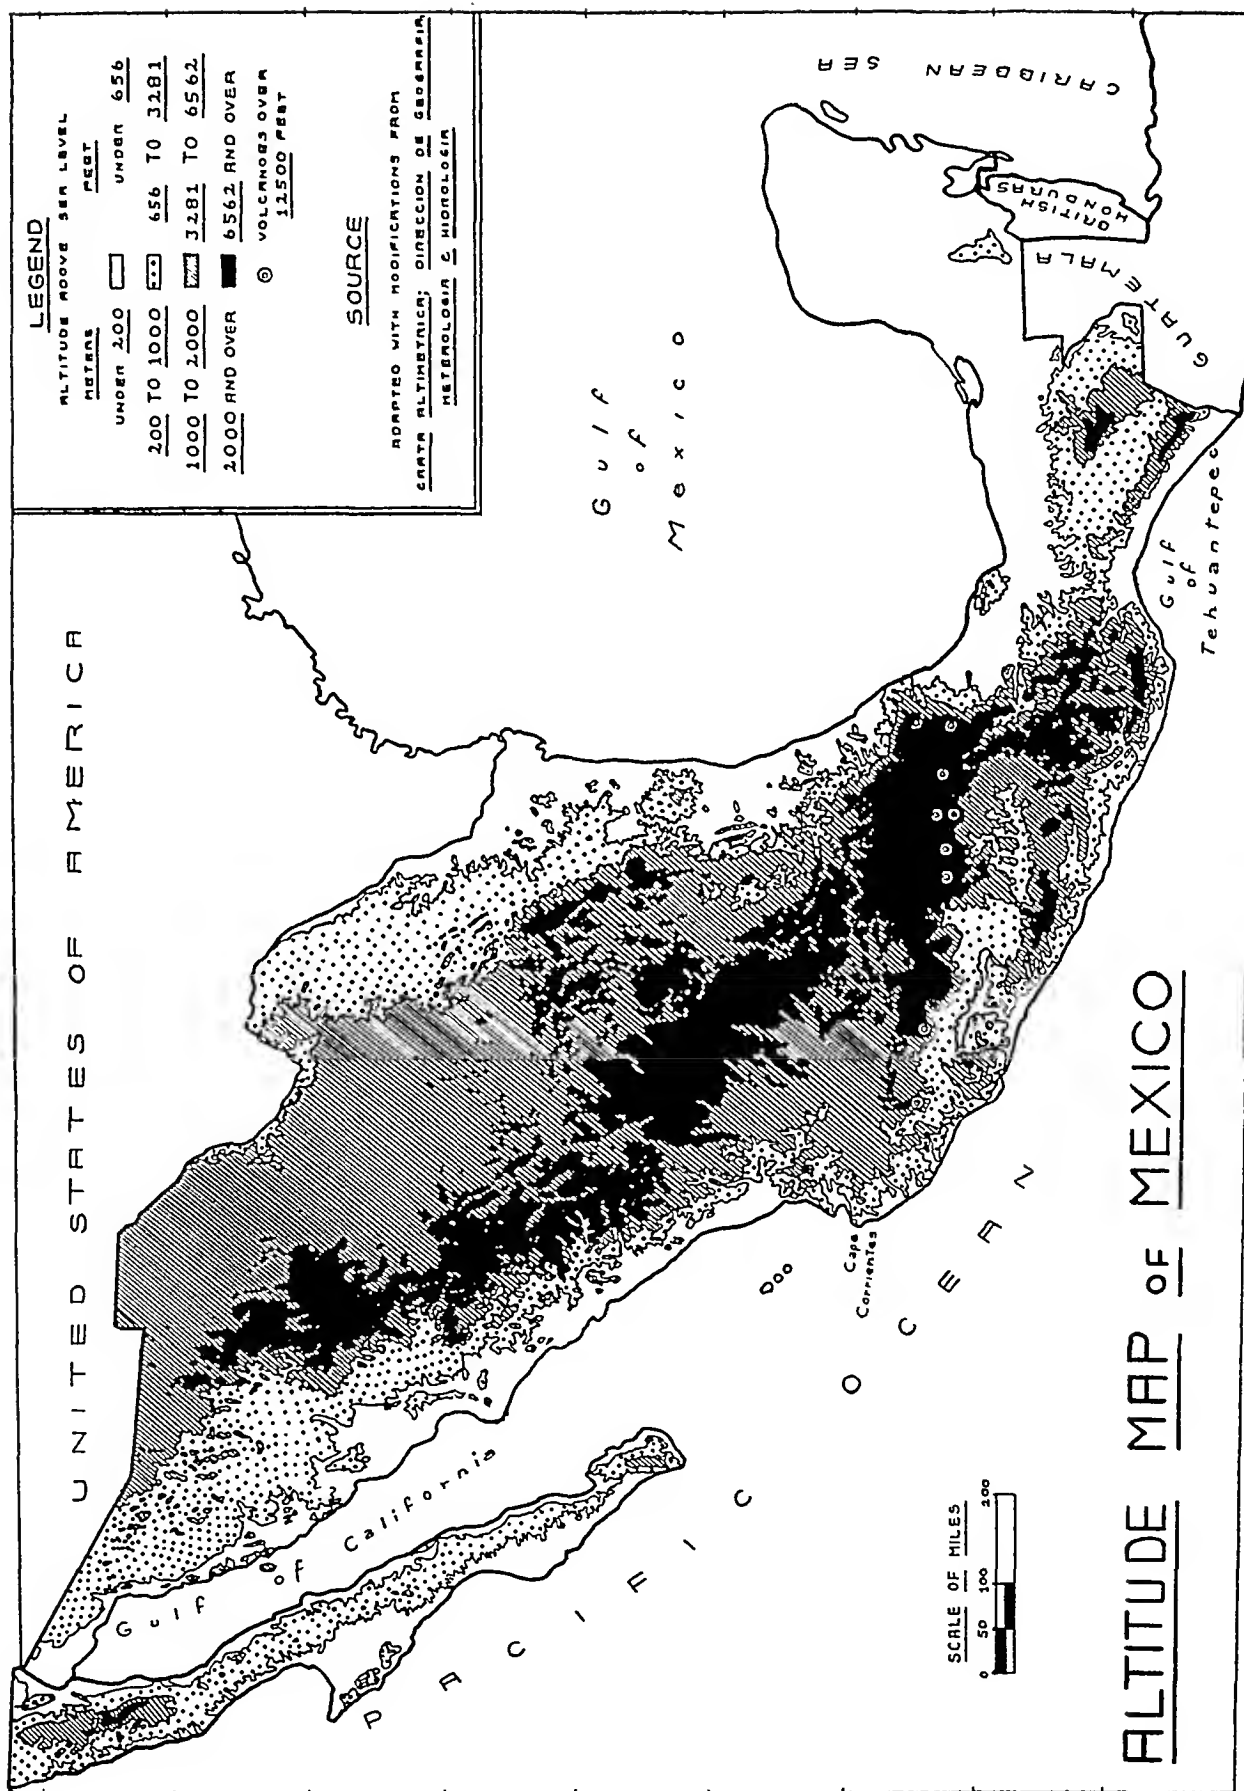 LEGEND
ALTITUDE ABOVE SEA LEVEL
METERS FEET
UNDER 200 UNDER 656
200 TO 1000 656 TO 3281
1000 TO 2000 3281 TO 6562
2000 AND OVER 6562 AND OVER
VOLCANOES OVER
12500 FEET
SOURCE
ADAPTED WITH MODIFICATIONS FROM
CARTA ALTIMETRICA; DIRECCION DE GEOGRAFIA
METEROLOGIA E HIDROLOGIA
UNITED STATES OF AMERICA
Gulf
of
Mexico
CARIBBEAN SEA
BRITISH
HONDURAS
GUATEMALA
Gulf
of
Tehuantepec
Gulf of California
Cape
Corrientes
PACIFIC OCEAN
SCALE OF MILES
0 50 100 200
ALTITUDE MAP OF MEXICO